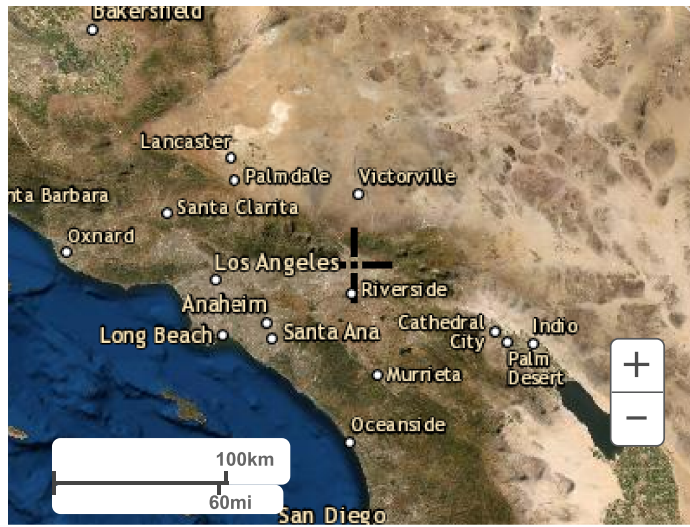 Bakersfield
Lancaster
Palmdale
Victorville
nta Barbara
Santa Clarita
Oxnard
Los Angeles
Riverside
Anaheim
Long Beach
Santa Ana
Cathedral
City
Indio
Palm
Desert
Murrieta
Oceanside
100km
60mi
San Diego
+
−